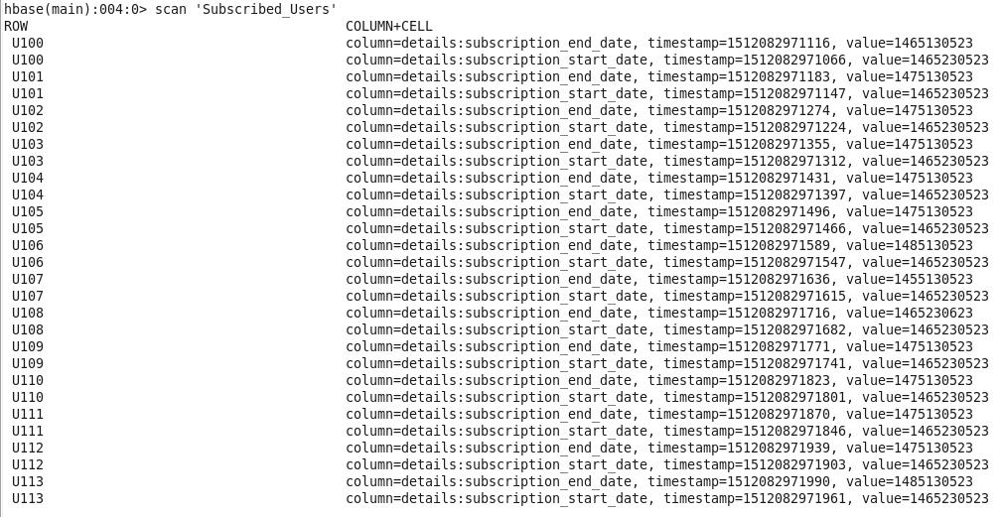 hbase(main):004:0> scan 'Subscribed_Users'
ROW COLUMN+CELL
U100 column=details:subscription_end_date, timestamp=1512082971116, value=1465130523
U100 column=details:subscription_start_date, timestamp=1512082971066, value=1465230523
U101 column=details:subscription_end_date, timestamp=1512082971183, value=1475130523
U101 column=details:subscription_start_date, timestamp=1512082971147, value=1465230523
U102 column=details:subscription_end_date, timestamp=1512082971274, value=1475130523
U102 column=details:subscription_start_date, timestamp=1512082971224, value=1465230523
U103 column=details:subscription_end_date, timestamp=1512082971355, value=1475130523
U103 column=details:subscription_start_date, timestamp=1512082971312, value=1465230523
U104 column=details:subscription_end_date, timestamp=1512082971431, value=1475130523
U104 column=details:subscription_start_date, timestamp=1512082971397, value=1465230523
U105 column=details:subscription_end_date, timestamp=1512082971496, value=1475130523
U105 column=details:subscription_start_date, timestamp=1512082971466, value=1465230523
U106 column=details:subscription_end_date, timestamp=1512082971589, value=1485130523
U106 column=details:subscription_start_date, timestamp=1512082971547, value=1465230523
U107 column=details:subscription_end_date, timestamp=1512082971636, value=1455130523
U107 column=details:subscription_start_date, timestamp=1512082971615, value=1465230523
U108 column=details:subscription_end_date, timestamp=1512082971716, value=1465230623
U108 column=details:subscription_start_date, timestamp=1512082971682, value=1465230523
U109 column=details:subscription_end_date, timestamp=1512082971771, value=1475130523
U109 column=details:subscription_start_date, timestamp=1512082971741, value=1465230523
U110 column=details:subscription_end_date, timestamp=1512082971823, value=1475130523
U110 column=details:subscription_start_date, timestamp=1512082971801, value=1465230523
U111 column=details:subscription_end_date, timestamp=1512082971870, value=1475130523
U111 column=details:subscription_start_date, timestamp=1512082971846, value=1465230523
U112 column=details:subscription_end_date, timestamp=1512082971939, value=1475130523
U112 column=details:subscription_start_date, timestamp=1512082971903, value=1465230523
U113 column=details:subscription_end_date, timestamp=1512082971990, value=1485130523
U113 column=details:subscription_start_date, timestamp=1512082971961, value=1465230523